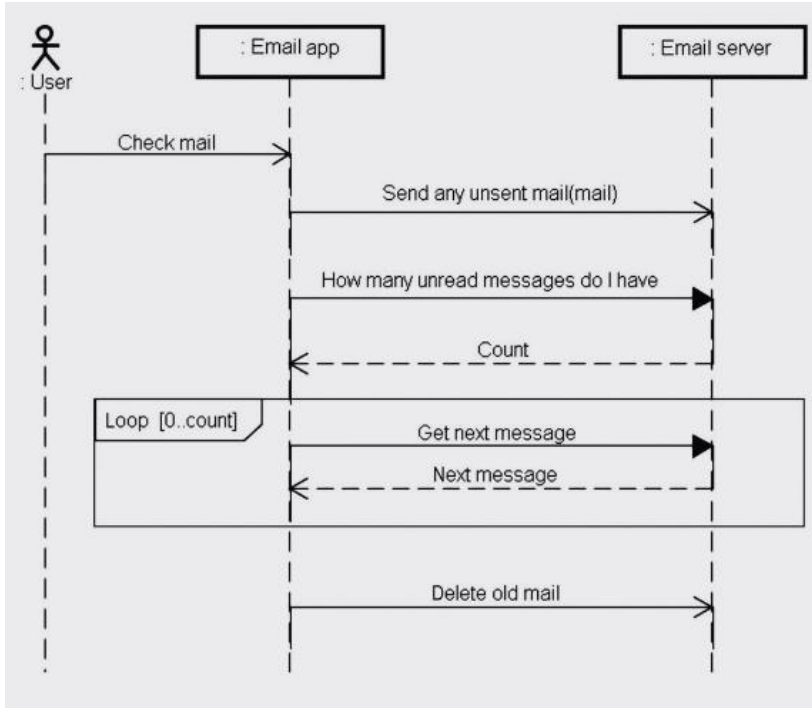 : User
: Email app
: Email server
Check mail
Send any unsent mail(mail)
How many unread messages do I have
Count
Loop [0..count]
Get next message
Next message
Delete old mail